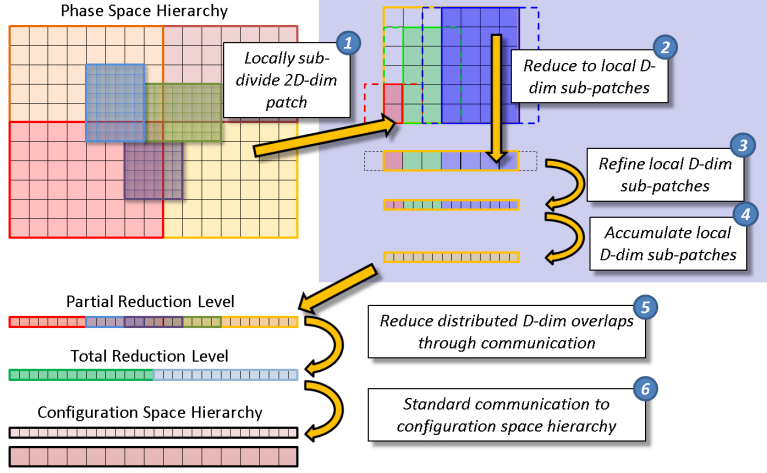 Phase Space Hierarchy
1
Locally sub-
divide 2D-dim
patch
2
Reduce to local D-
dim sub-patches
3
Refine local D-dim
sub-patches
4
Accumulate local
D-dim sub-patches
Partial Reduction Level
5
Reduce distributed D-dim overlaps
through communication
Total Reduction Level
6
Standard communication to
configuration space hierarchy
Configuration Space Hierarchy